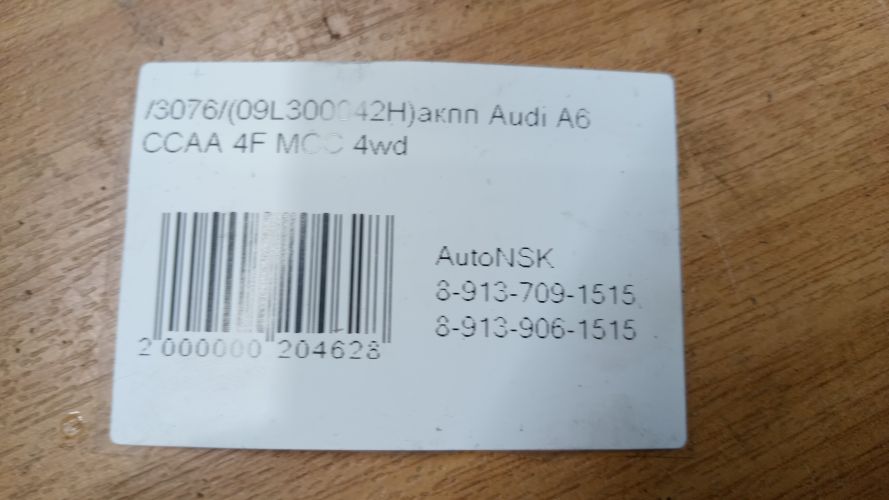 /3076/(09L300042H)акпп Audi A6
CCAA 4F MCC 4wd
AutoNSK
8-913-709-1515
8-913-906-1515
2 000000 204628